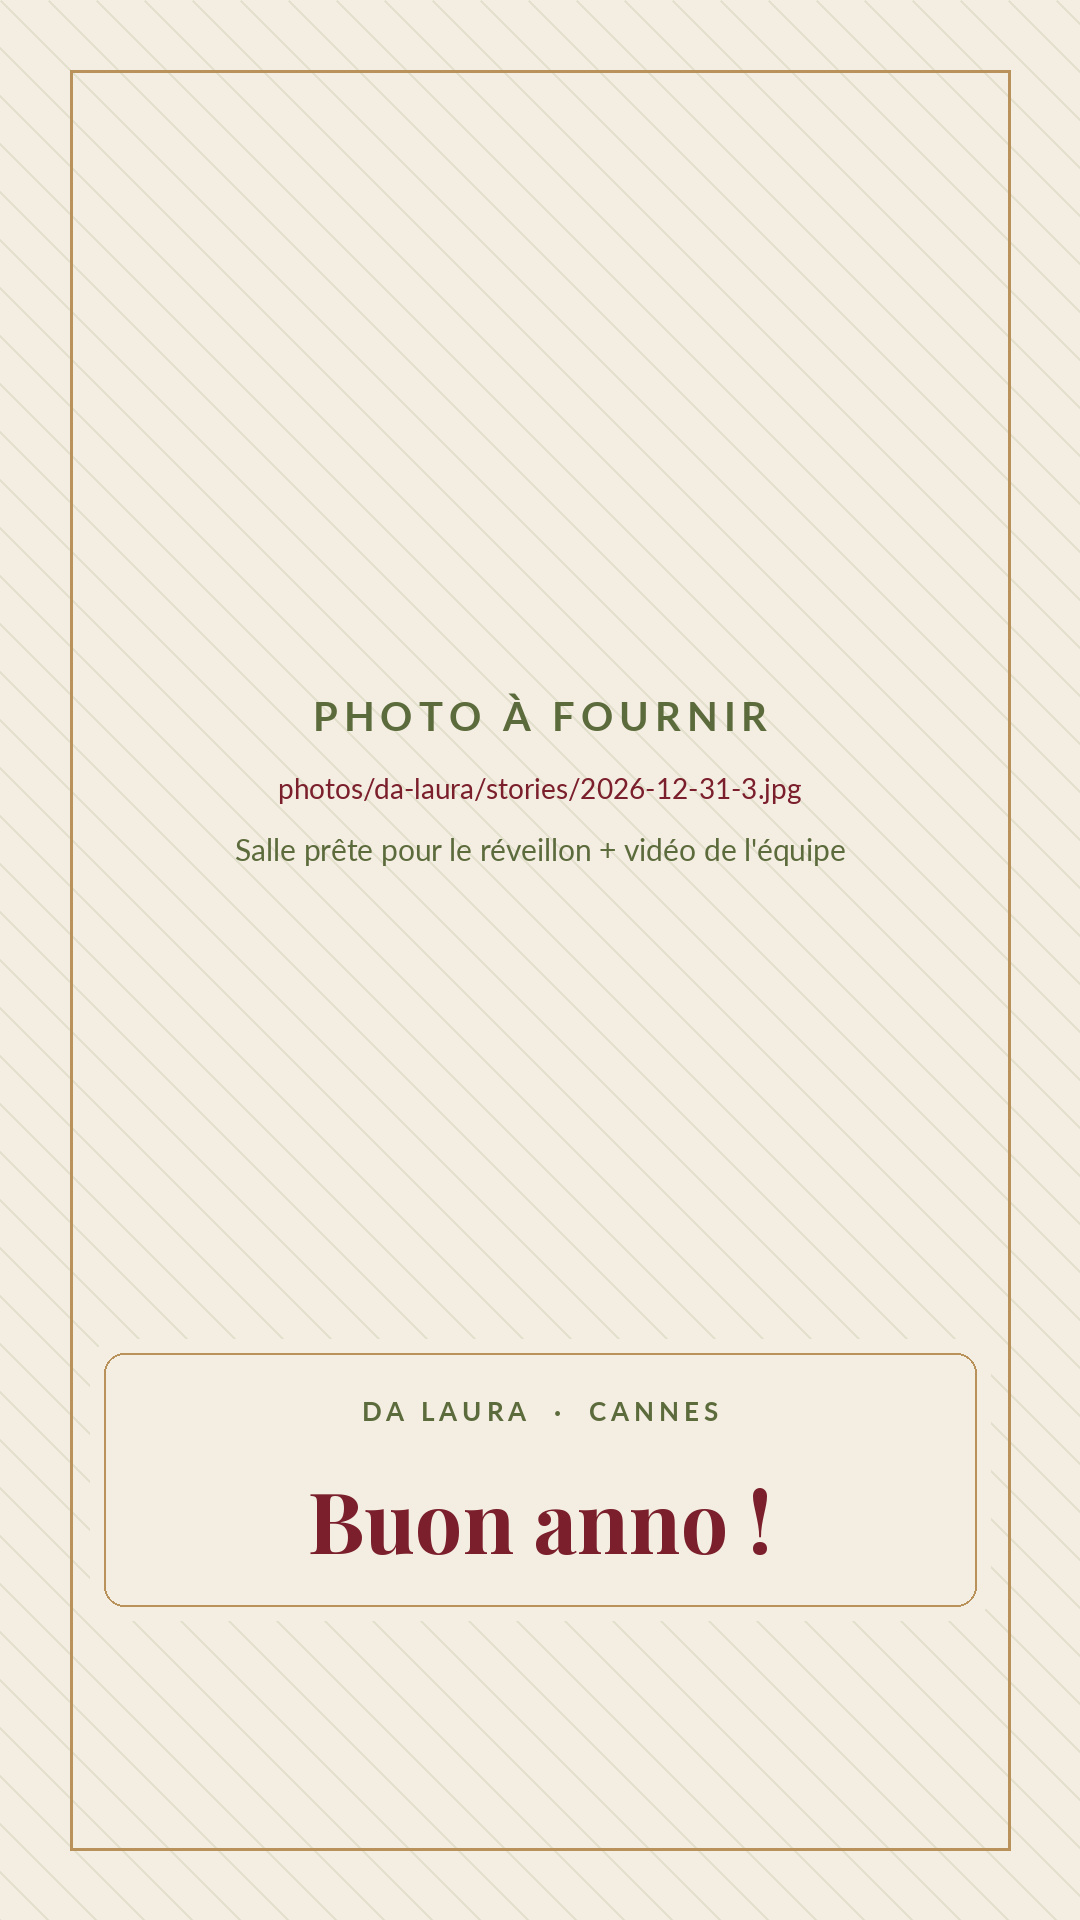 PHOTO À FOURNIR
photos/da-laura/stories/2026-12-31-3.jpg
Salle prête pour le réveillon + vidéo de l'équipe
DA LAURA · CANNES
Buon anno !